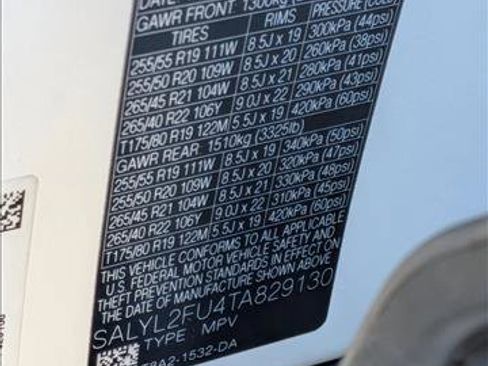 GAWR FRONT 1300kg
TIRES RIMS PRESSURE (COLD
255/55 R19 111W 8.5J x 19 300kPa (44psi)
255/50 R20 109W 8.5J x 20 260kPa (38psi)
265/45 R21 104W 8.5J x 21 280kPa (41psi)
265/40 R22 106Y 9.0J x 22 290kPa (43psi)
T175/80 R19 122M 5.5J x 19 420kPa (60psi)
GAWR REAR: 1510kg (3325lb)
255/55 R19 111W 8.5J x 19 340kPa (50psi)
255/50 R20 109W 8.5J x 20 320kPa (47psi)
265/45 R21 104W 8.5J x 21 330kPa (48psi)
265/40 R22 106Y 9.0J x 22 310kPa (45psi)
T175/80 R19 122M 5.5J x 19 420kPa (60psi)
THIS VEHICLE CONFORMS TO ALL APPLICABLE
U.S. FEDERAL MOTOR VEHICLE SAFETY AND
THEFT PREVENTION STANDARDS IN EFFECT ON
THE DATE OF MANUFACTURE SHOWN ABOVE.
SALYL2FU4TA829130
TYPE MPV
-1532-DA